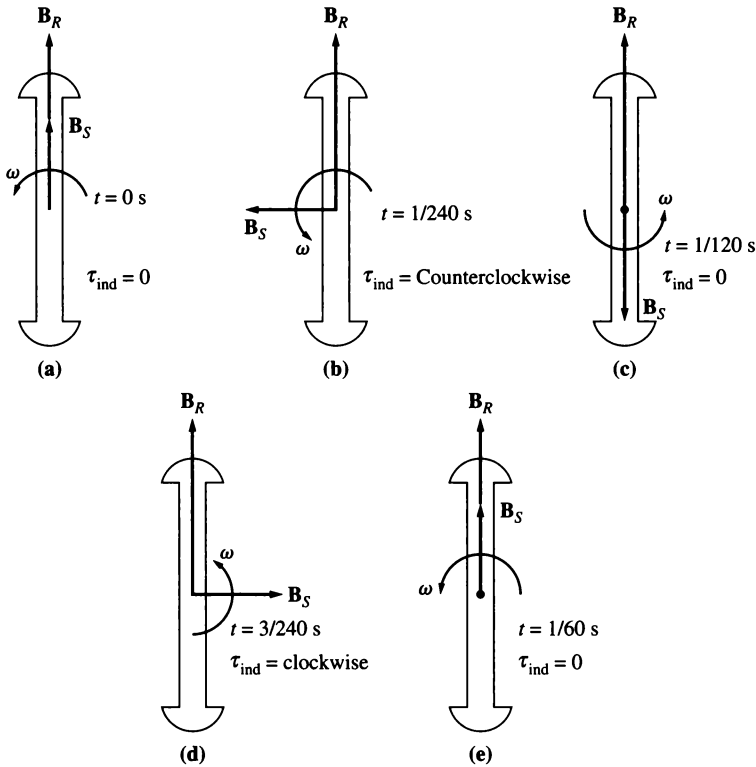 B_R
B_S
ω
t = 0 s
τ_ind = 0
(a)
B_R
B_S
ω
t = 1/240 s
τ_ind = Counterclockwise
(b)
B_R
ω
t = 1/120 s
τ_ind = 0
B_S
(c)
B_R
ω
B_S
t = 3/240 s
τ_ind = clockwise
(d)
B_R
B_S
ω
t = 1/60 s
τ_ind = 0
(e)